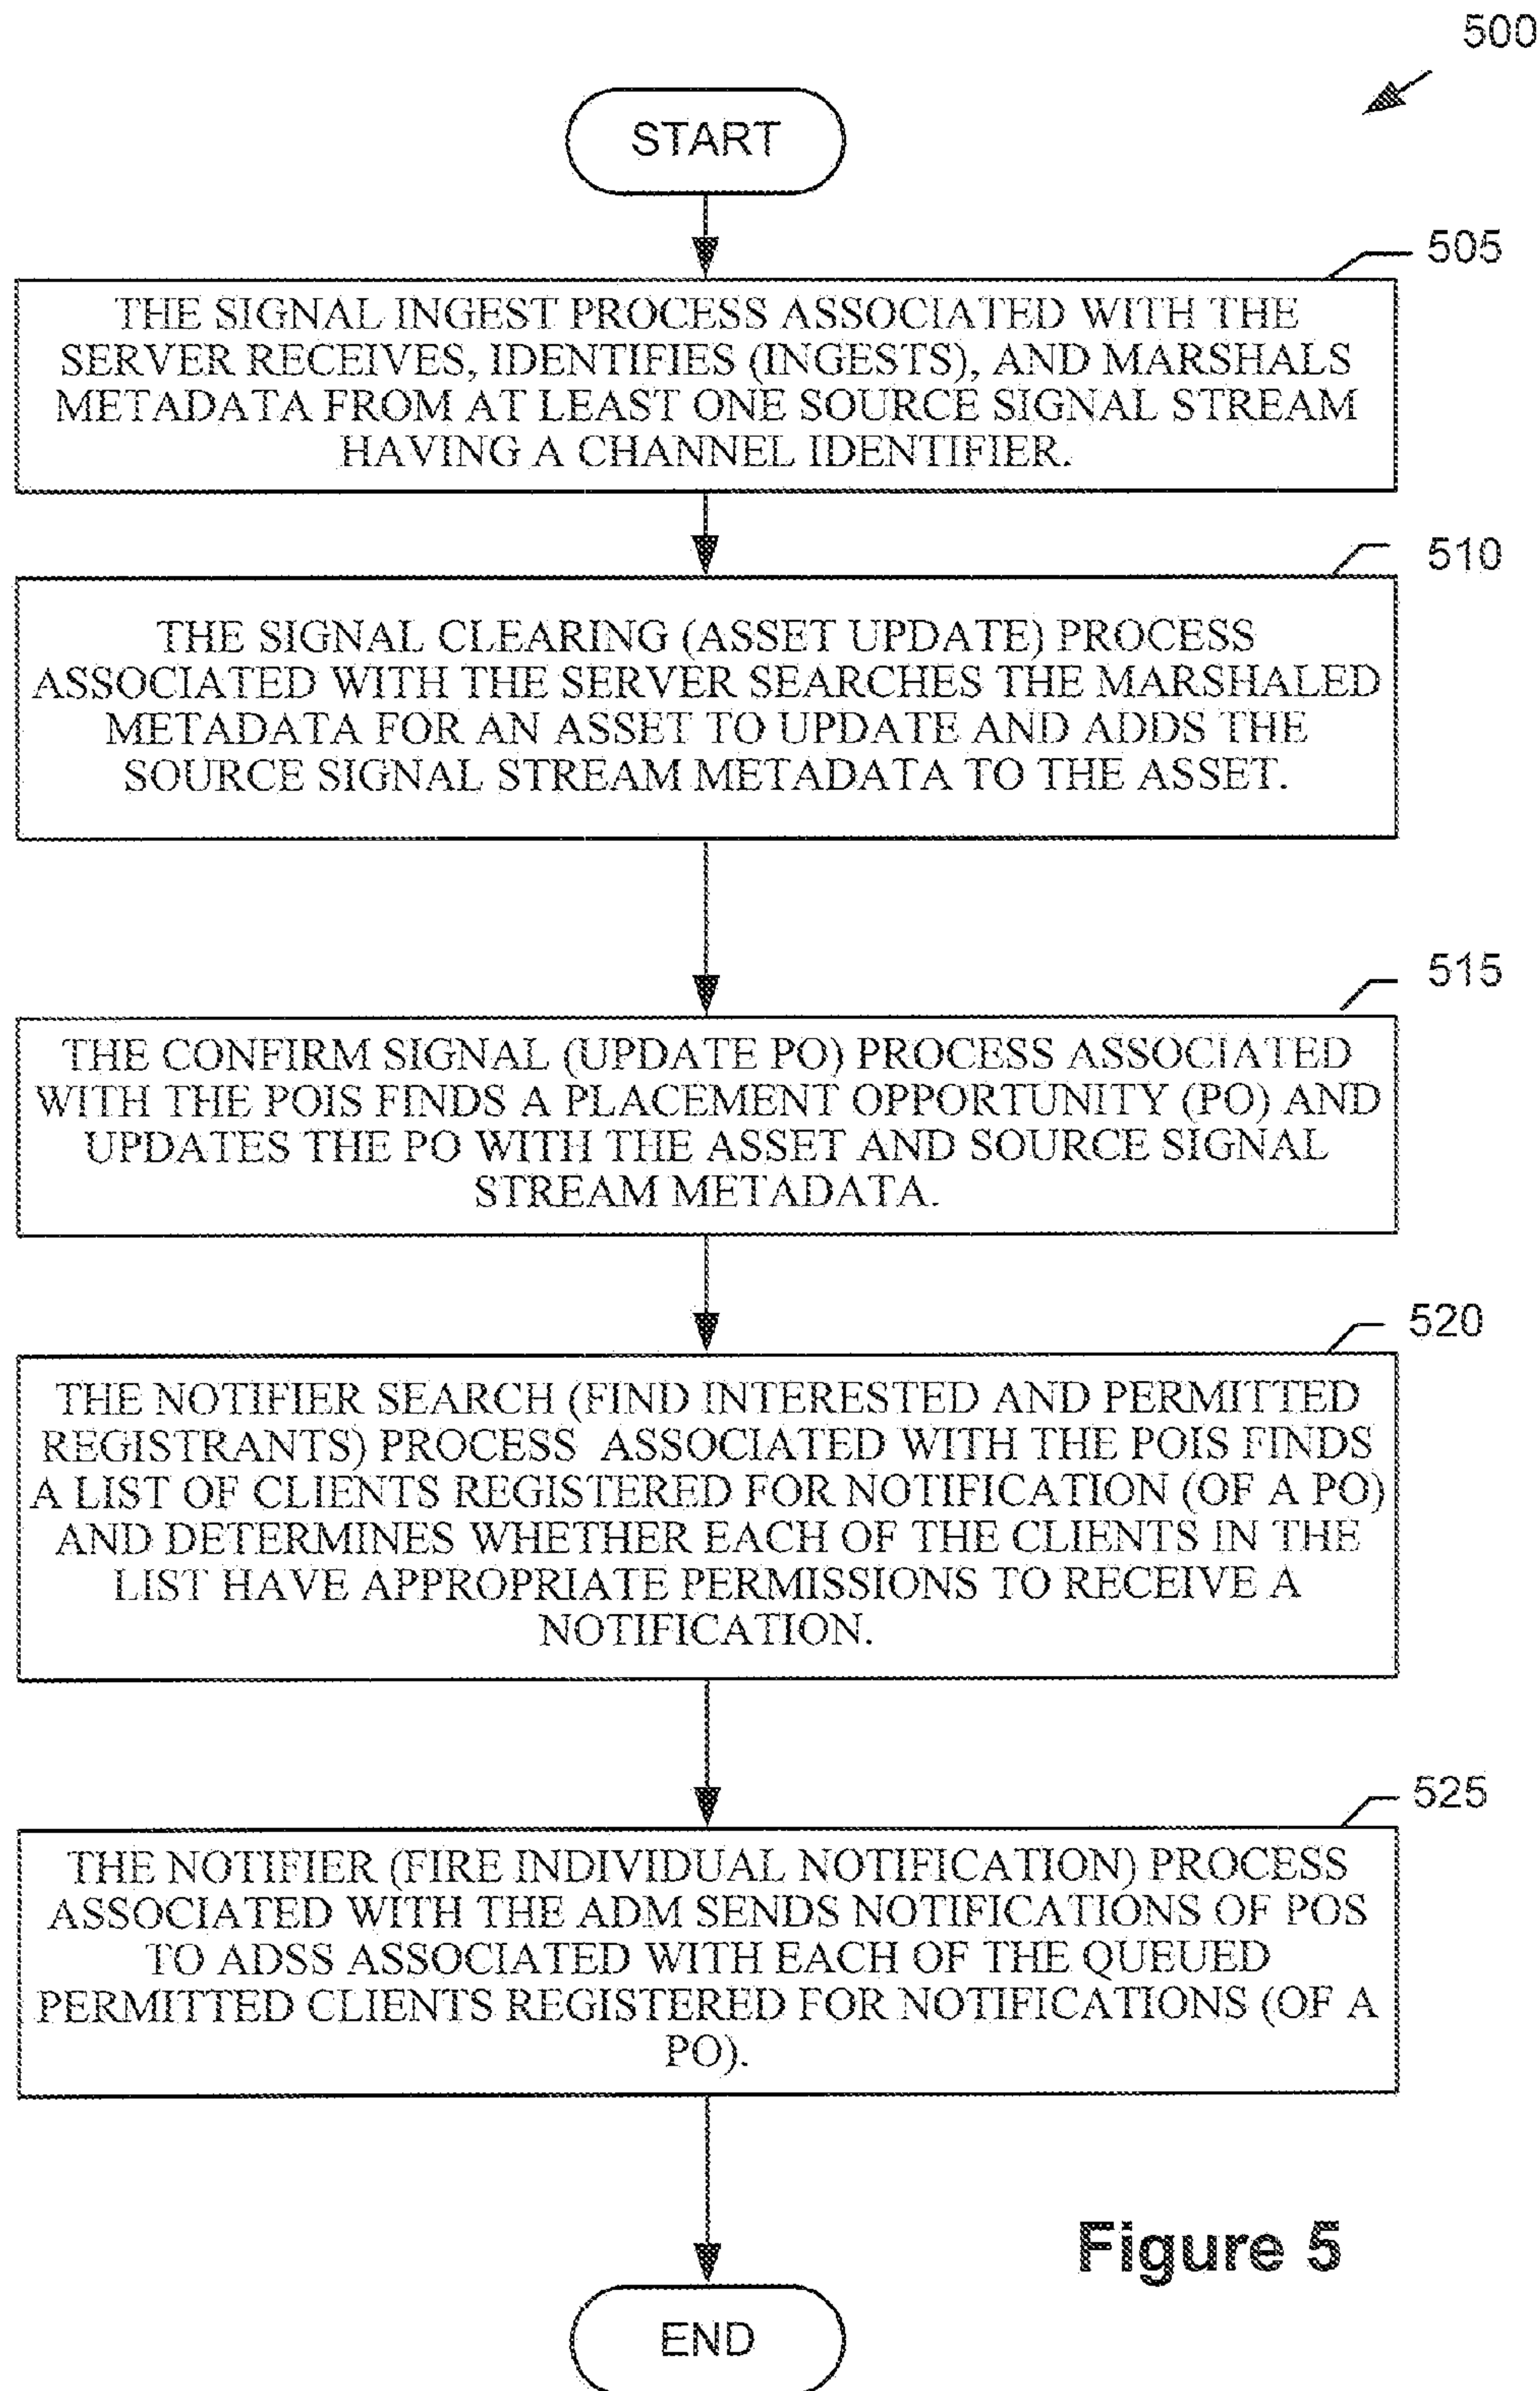 500
START
505
THE SIGNAL INGEST PROCESS ASSOCIATED WITH THE
SERVER RECEIVES, IDENTIFIES (INGESTS), AND MARSHALS
METADATA FROM AT LEAST ONE SOURCE SIGNAL STREAM
HAVING A CHANNEL IDENTIFIER.
510
THE SIGNAL CLEARING (ASSET UPDATE) PROCESS
ASSOCIATED WITH THE SERVER SEARCHES THE MARSHALED
METADATA FOR AN ASSET TO UPDATE AND ADDS THE
SOURCE SIGNAL STREAM METADATA TO THE ASSET.
515
THE CONFIRM SIGNAL (UPDATE PO) PROCESS ASSOCIATED
WITH THE POIS FINDS A PLACEMENT OPPORTUNITY (PO) AND
UPDATES THE PO WITH THE ASSET AND SOURCE SIGNAL
STREAM METADATA.
520
THE NOTIFIER SEARCH (FIND INTERESTED AND PERMITTED
REGISTRANTS) PROCESS ASSOCIATED WITH THE POIS FINDS
A LIST OF CLIENTS REGISTERED FOR NOTIFICATION (OF A PO)
AND DETERMINES WHETHER EACH OF THE CLIENTS IN THE
LIST HAVE APPROPRIATE PERMISSIONS TO RECEIVE A
NOTIFICATION.
525
THE NOTIFIER (FIRE INDIVIDUAL NOTIFICATION) PROCESS
ASSOCIATED WITH THE ADM SENDS NOTIFICATIONS OF POS
TO ADSS ASSOCIATED WITH EACH OF THE QUEUED
PERMITTED CLIENTS REGISTERED FOR NOTIFICATIONS (OF A
PO).
Figure 5
END